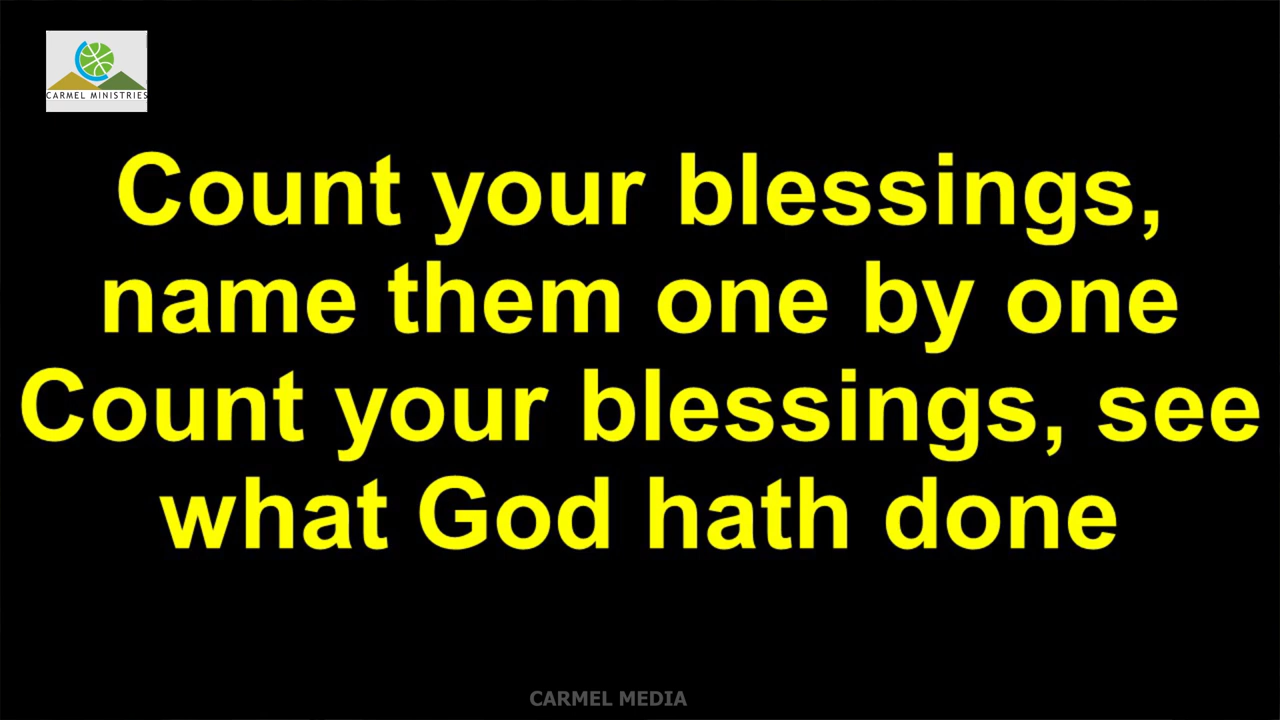 CARMEL MINISTRIES
Count your blessings,
name them one by one
Count your blessings, see
what God hath done
CARMEL MEDIA